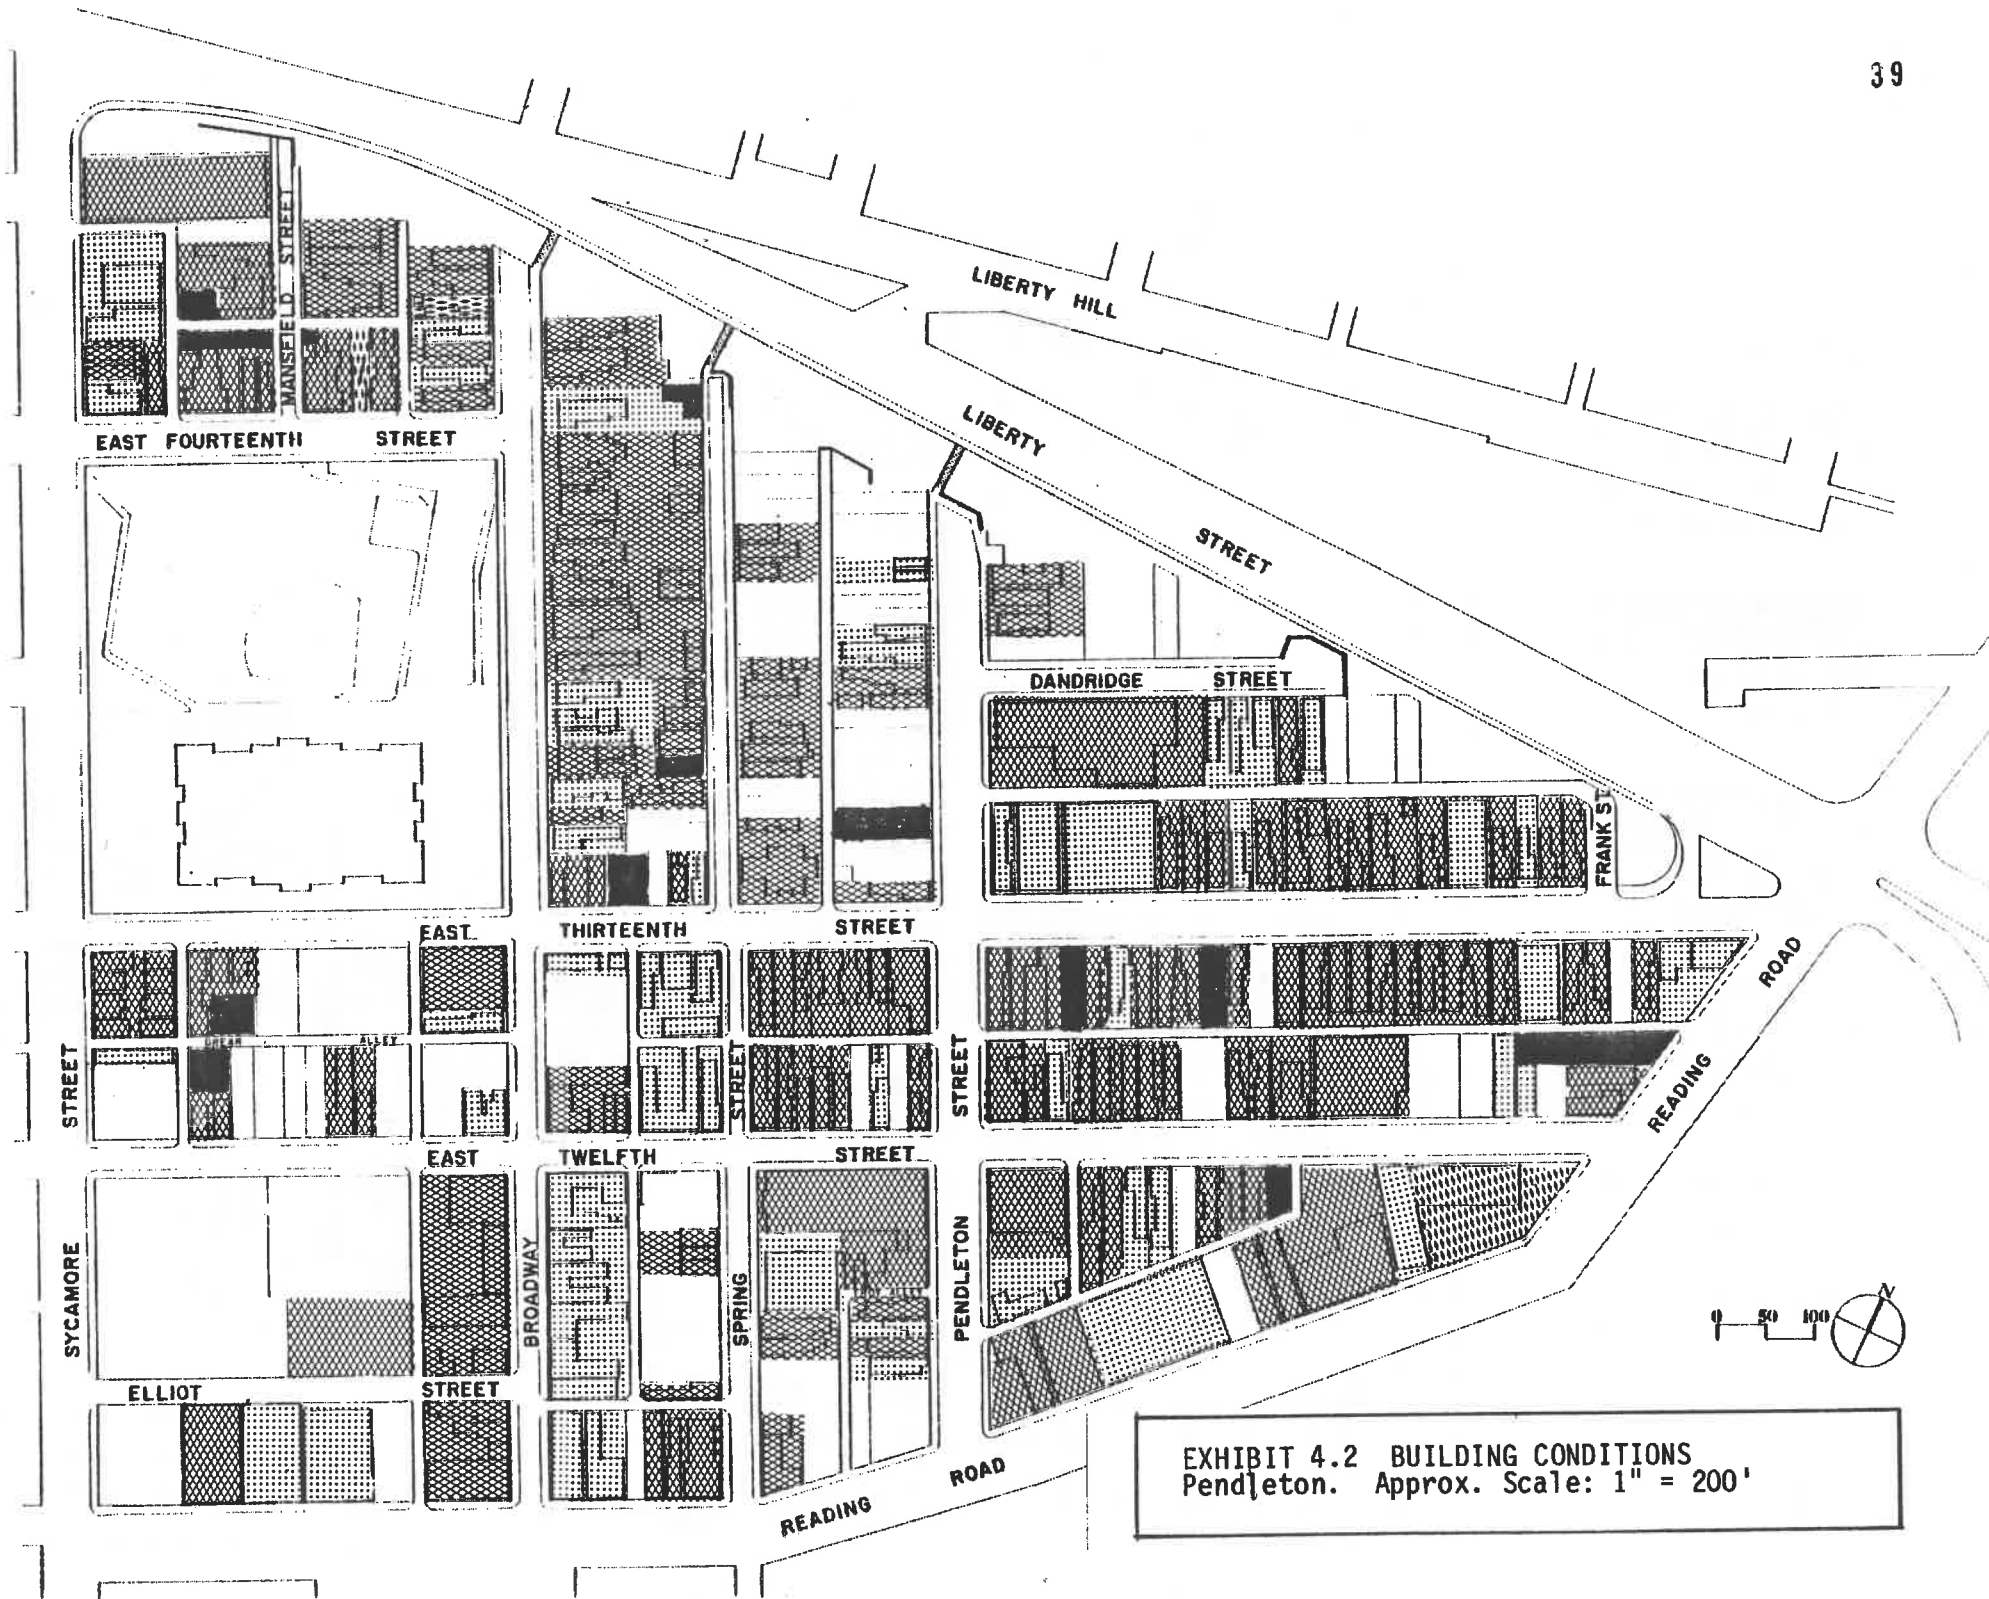 39
LIBERTY HILL
MANSFIELD STREET
EAST FOURTEENTH STREET
LIBERTY STREET
DANDRIDGE STREET
FRANK ST
EAST THIRTEENTH STREET
ALLEY
STREET
STREET
STREET
READING ROAD
EAST TWELFTH STREET
SYCAMORE
BROADWAY
SPRING
PENDLETON
0 50 100
N
ELLIOT STREET
READING ROAD
EXHIBIT 4.2 BUILDING CONDITIONS
Pendleton. Approx. Scale: 1" = 200'